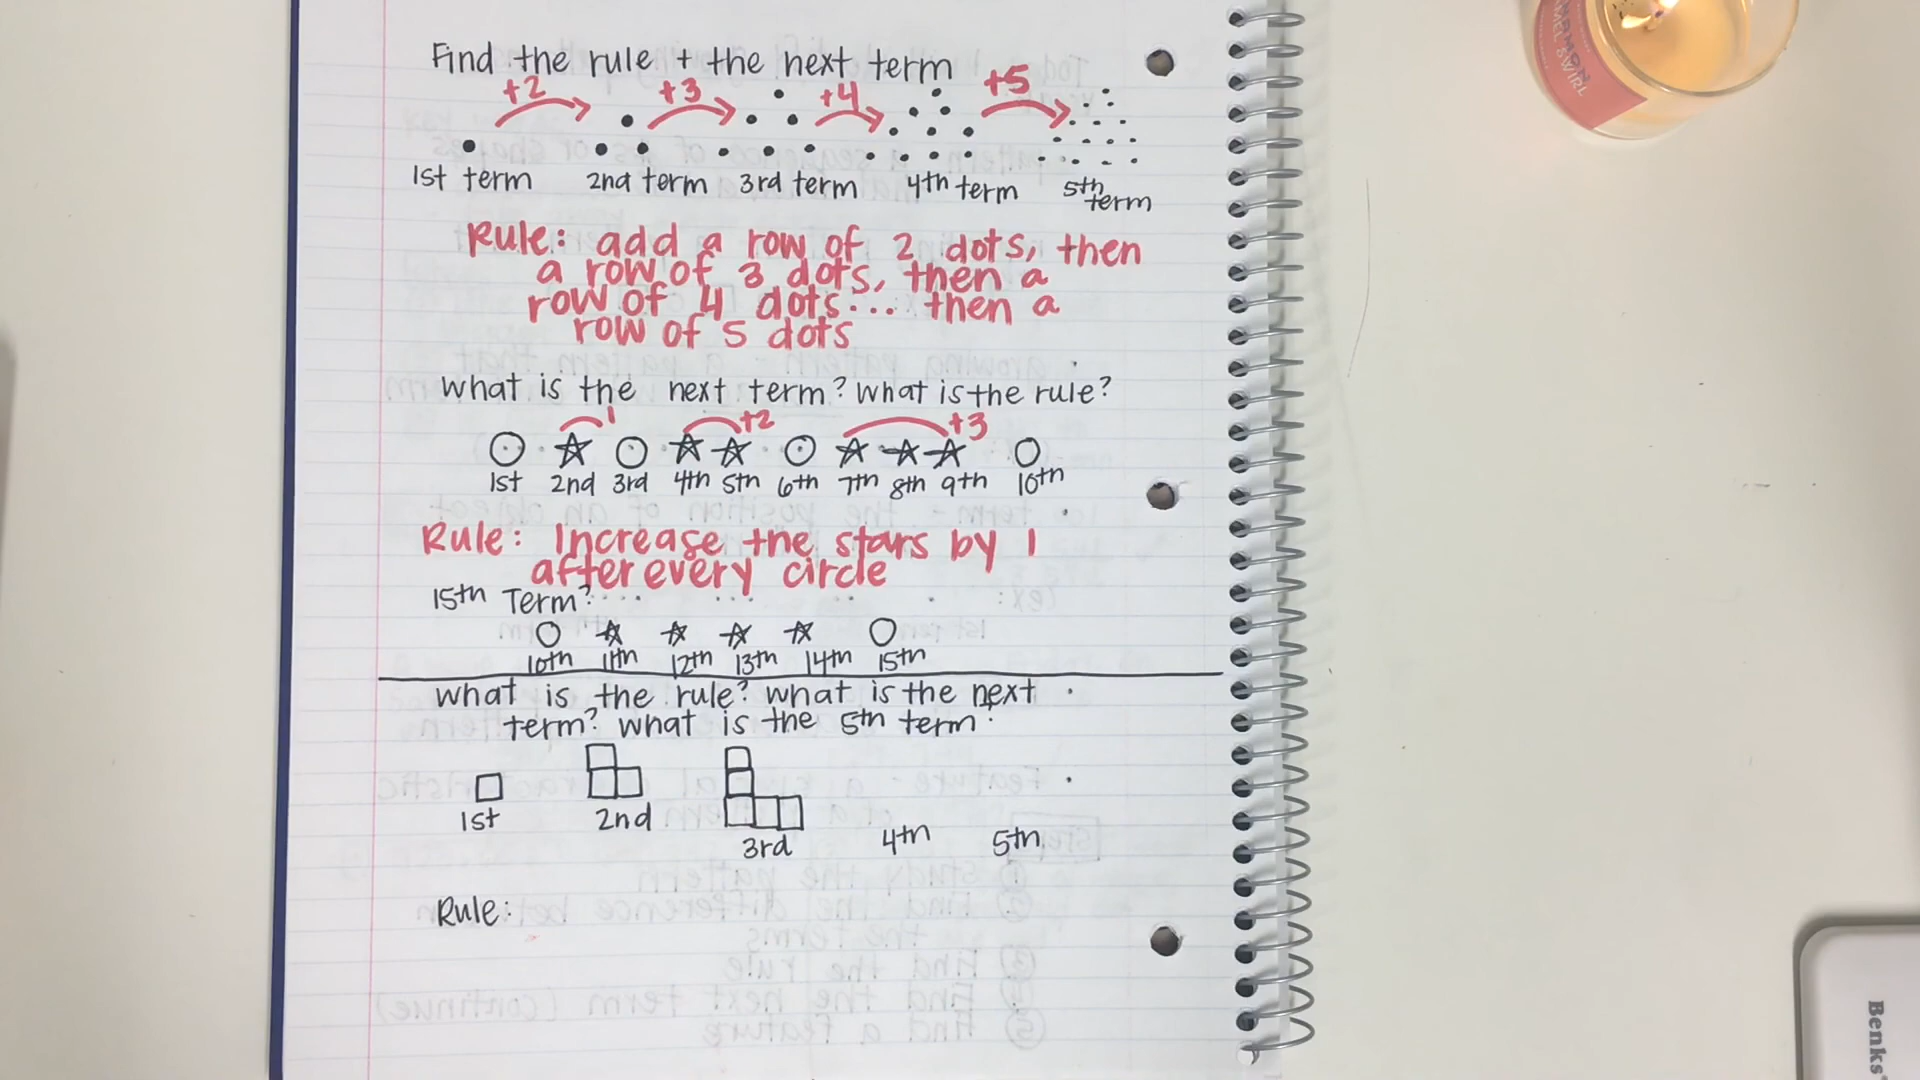 Find the rule + the next term
+2 +3 +4 +5
1st term 2nd term 3rd term 4th term 5th term
Rule: add a row of 2 dots, then
a row of 3 dots, then a
row of 4 dots... then a
row of 5 dots
What is the next term? What is the rule?
1 +2 +3
1st 2nd 3rd 4th 5th 6th 7th 8th 9th 10th
Rule: Increase the stars by 1
after every circle
15th Term?
10th 11th 12th 13th 14th 15th
What is the rule? What is the next
term? What is the 5th term?
1st 2nd 3rd 4th 5th
Rule:
SWIRL
Benks